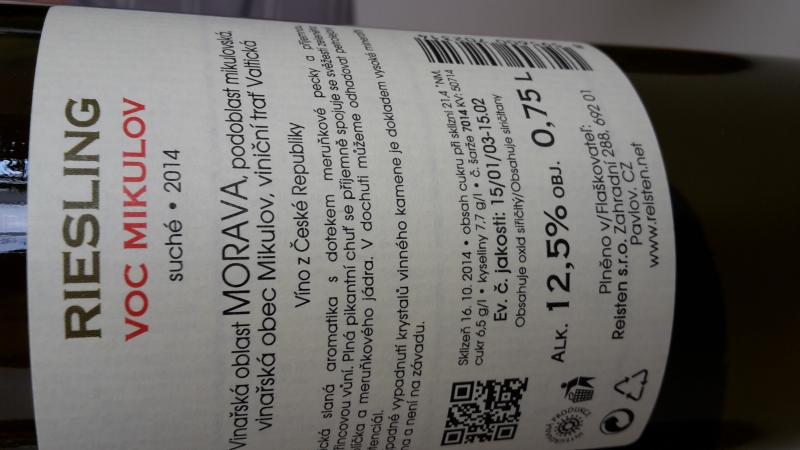 RIESLING
VOC MIKULOV
suché • 2014
Vinařská oblast MORAVA, podoblast mikulovská,
vinařská obec Mikulov, viniční trať Valtická
Víno z České Republiky
slaná aromatika s dotekem meruňkové pecky a příjemnou
vůní. Plná pikantní chuť se příjemně spojuje se svěžestí
a meruňkového jádra. V dochuti můžeme odhadovat
vypadnutí krystalů vinného kamene je dokladem vysoké
a není na závadu.
Sklizeň 16. 10. 2014 • obsah cukru při sklizni 21,4 °NM
cukr 6,5 g/l • kyseliny 7,7 g/l • č. šarže 7014 KV: 50714
Ev. č. jakosti: 15/01/03-15.02
Obsahuje oxid siřičitý/Obsahuje siričitany
ALK. 12,5% OBJ. 0,75 L
Plněno v/Flaškovateľ:
Reisten s.r.o. Zahradní 288, 692 01
Pavlov, CZ
www.reisten.net